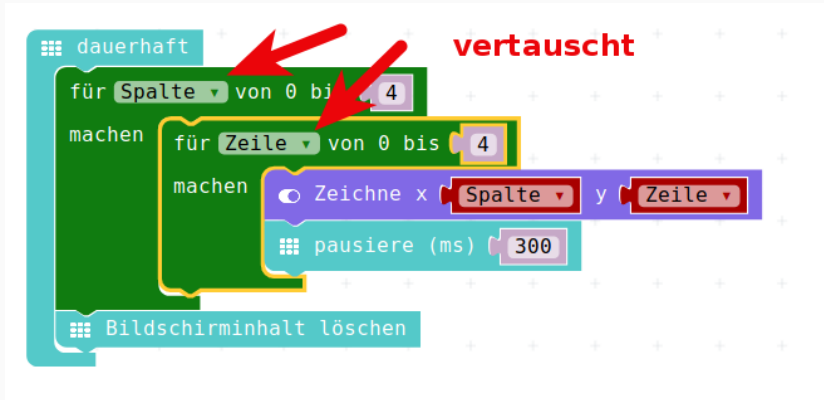 dauerhaft
vertauscht
für Spalte von 0 bi 4
machen
für Zeile von 0 bis 4
machen
Zeichne x Spalte y Zeile
pausiere (ms) 300
Bildschirminhalt löschen